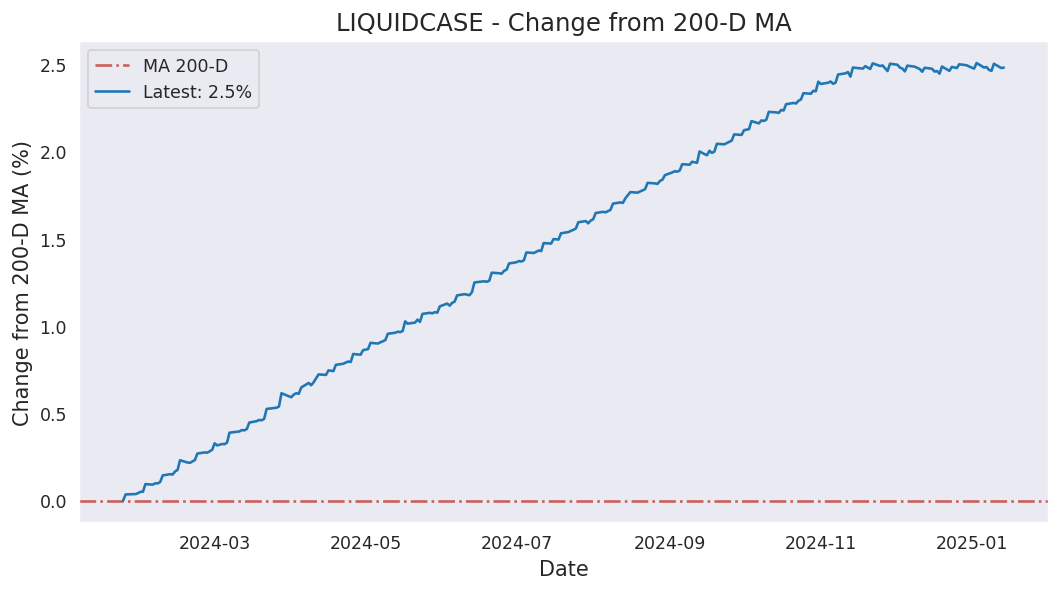 LIQUIDCASE - Change from 200-D MA
MA 200-D
Latest: 2.5%
Change from 200-D MA (%)
2.5
2.0
1.5
1.0
0.5
0.0
2024-03
2024-05
2024-07
2024-09
2024-11
2025-01
Date